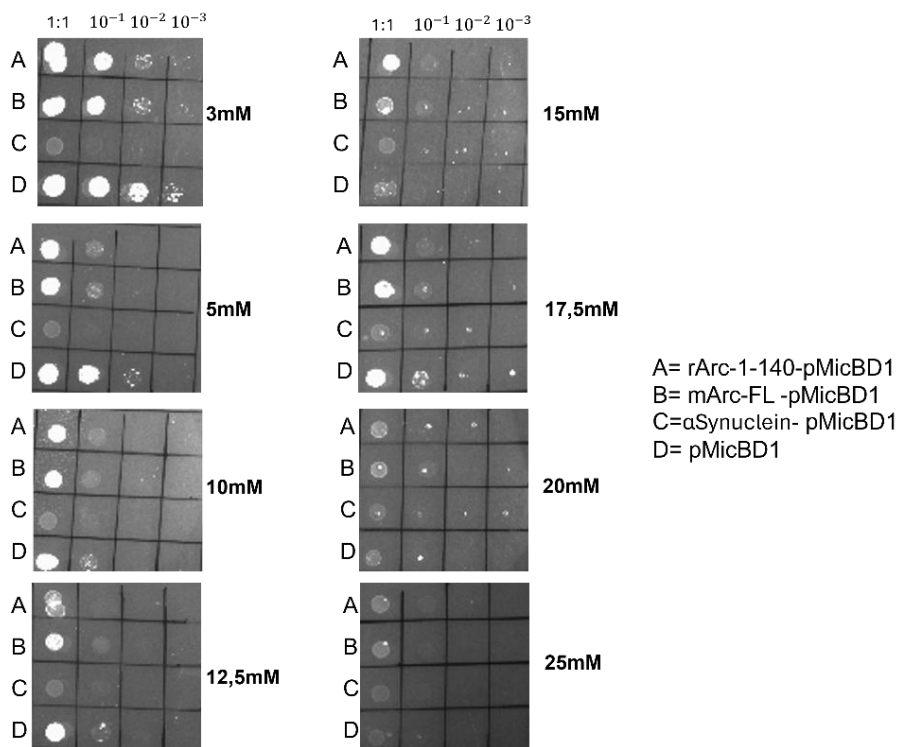 1:1 10⁻¹ 10⁻² 10⁻³
A
B
C
D
3mM
A
B
C
D
5mM
A
B
C
D
10mM
A
B
C
D
12,5mM
1:1 10⁻¹ 10⁻² 10⁻³
A
B
C
D
15mM
A
B
C
D
17,5mM
A
B
C
D
20mM
A
B
C
D
25mM
A= rArc-1-140-pMicBD1
B= mArc-FL -pMicBD1
C=αSynuclein- pMicBD1
D= pMicBD1